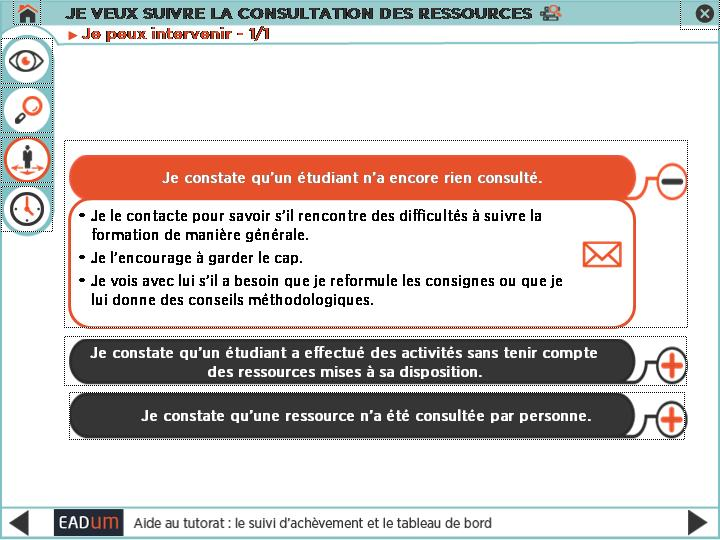 JE VEUX SUIVRE LA CONSULTATION DES RESSOURCES
► Je peux intervenir - 1/1
Je constate qu'un étudiant n'a encore rien consulté.
• Je le contacte pour savoir s'il rencontre des difficultés à suivre la
formation de manière générale.
• Je l'encourage à garder le cap.
• Je vois avec lui s'il a besoin que je reformule les consignes ou que je
lui donne des conseils méthodologiques.
Je constate qu'un étudiant a effectué des activités sans tenir compte
des ressources mises à sa disposition.
Je constate qu'une ressource n'a été consultée par personne.
EADum Aide au tutorat : le suivi d'achèvement et le tableau de bord